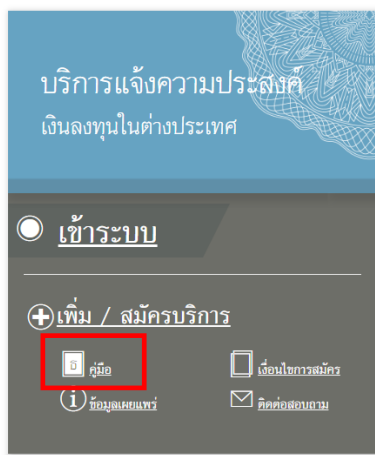 บริการแจ้งความประสงค์
เงินลงทุนในต่างประเทศ
เข้าระบบ
เพิ่ม / สมัครบริการ
ธ คู่มือ
เงื่อนไขการสมัคร
i ข้อมูลเผยแพร่
ติดต่อสอบถาม